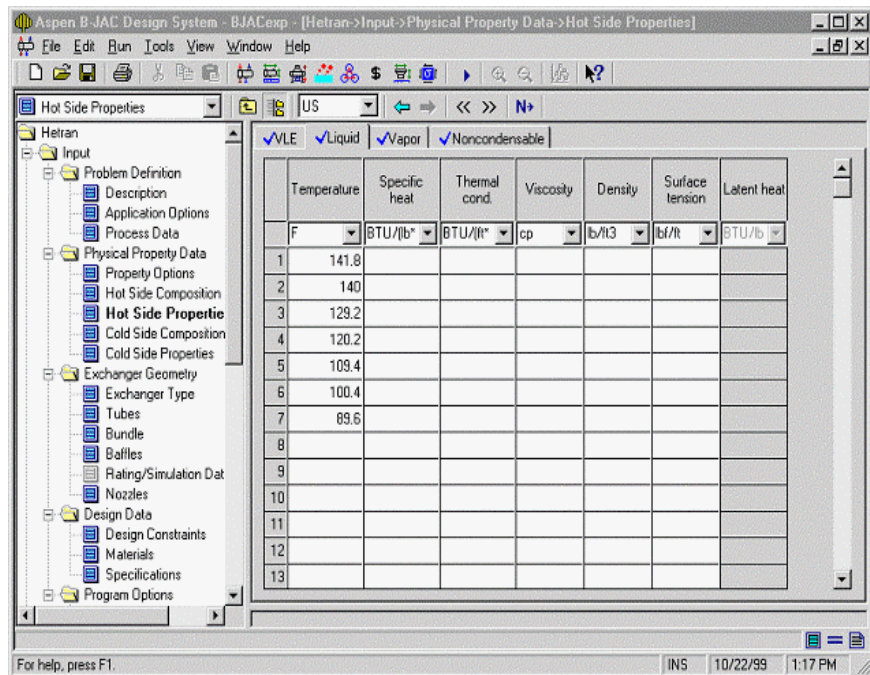 Aspen B-JAC Design System - BJACexp - [Hetran->Input->Physical Property Data->Hot Side Properties]
File Edit Run Tools View Window Help
Hot Side Properties
US
N
Hetran
Input
Problem Definition
Description
Application Options
Process Data
Physical Property Data
Property Options
Hot Side Composition
Hot Side Propertie
Cold Side Composition
Cold Side Properties
Exchanger Geometry
Exchanger Type
Tubes
Bundle
Baffles
Rating/Simulation Dat
Nozzles
Design Data
Design Constraints
Materials
Specifications
Program Options
VLE Liquid Vapor Noncondensable
Temperature Specific heat Thermal cond. Viscosity Density Surface tension Latent heat
F BTU/(lb* BTU/(ft* cp lb/ft3 lbf/ft BTU/lb
1 141.8
2 140
3 129.2
4 120.2
5 109.4
6 100.4
7 89.6
8
9
10
11
12
13
For help, press F1.
INS 10/22/99 1:17 PM